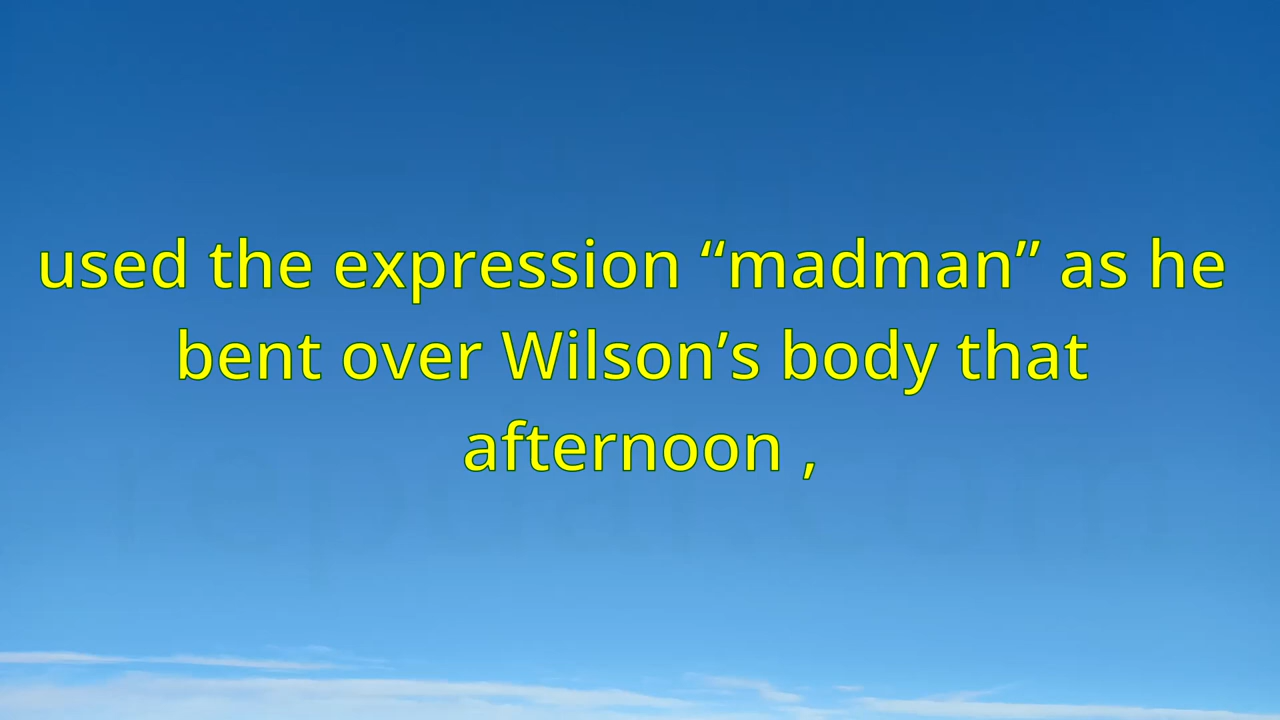 used the expression “madman” as he
bent over Wilson’s body that
afternoon ,